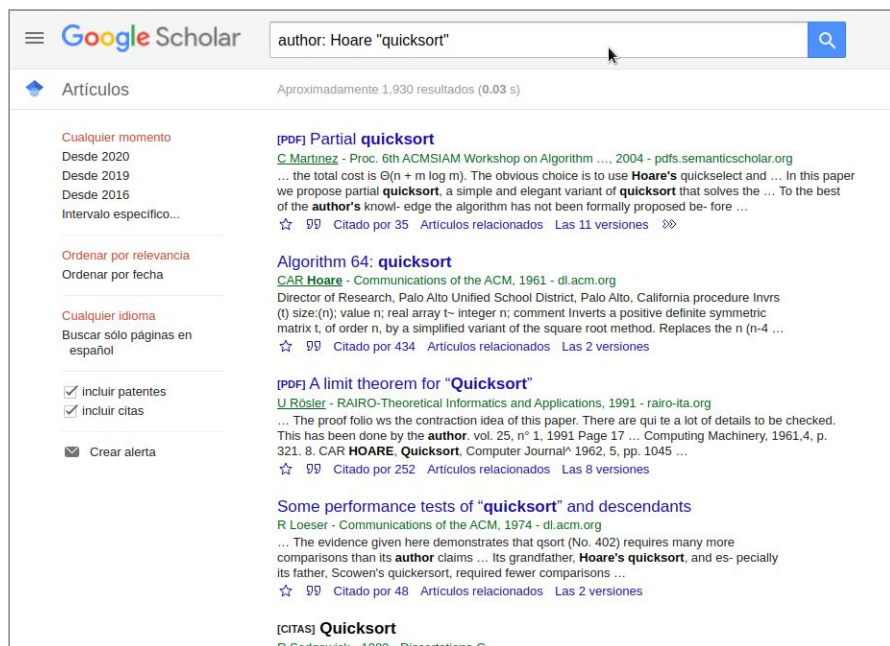 Google Scholar
author: Hoare "quicksort"
Artículos
Aproximadamente 1,930 resultados (0.03 s)
Cualquier momento
Desde 2020
Desde 2019
Desde 2016
Intervalo específico...
Ordenar por relevancia
Ordenar por fecha
Cualquier idioma
Buscar sólo páginas en
español
incluir patentes
incluir citas
Crear alerta
[PDF] Partial quicksort
C Martınez - Proc. 6th ACMSIAM Workshop on Algorithm …, 2004 - pdfs.semanticscholar.org
… the total cost is Θ(n + m log m). The obvious choice is to use Hoare's quickselect and … In this paper
we propose partial quicksort, a simple and elegant variant of quicksort that solves the … To the best
of the author's knowl- edge the algorithm has not been formally proposed be- fore …
Citado por 35 Artículos relacionados Las 11 versiones
Algorithm 64: quicksort
CAR Hoare - Communications of the ACM, 1961 - dl.acm.org
Director of Research, Palo Alto Unified School District, Palo Alto, California procedure Invrs
(t) size:(n); value n; real array t~ integer n; comment Inverts a positive definite symmetric
matrix t, of order n, by a simplified variant of the square root method. Replaces the n (n-4 …
Citado por 434 Artículos relacionados Las 2 versiones
[PDF] A limit theorem for “Quicksort”
U Rösler - RAIRO-Theoretical Informatics and Applications, 1991 - rairo-ita.org
… The proof folio ws the contraction idea of this paper. There are qui te a lot of details to be checked.
This has been done by the author. vol. 25, n° 1, 1991 Page 17 … Computing Machinery, 1961,4, p.
321. 8. CAR HOARE, Quicksort, Computer Journal^ 1962, 5, pp. 1045 …
Citado por 252 Artículos relacionados Las 8 versiones
Some performance tests of “quicksort” and descendants
R Loeser - Communications of the ACM, 1974 - dl.acm.org
… The evidence given here demonstrates that qsort (No. 402) requires many more
comparisons than its author claims … Its grandfather, Hoare's quicksort, and es- pecially
its father, Scowen's quickersort, required fewer comparisons …
Citado por 48 Artículos relacionados Las 2 versiones
[CITAS] Quicksort